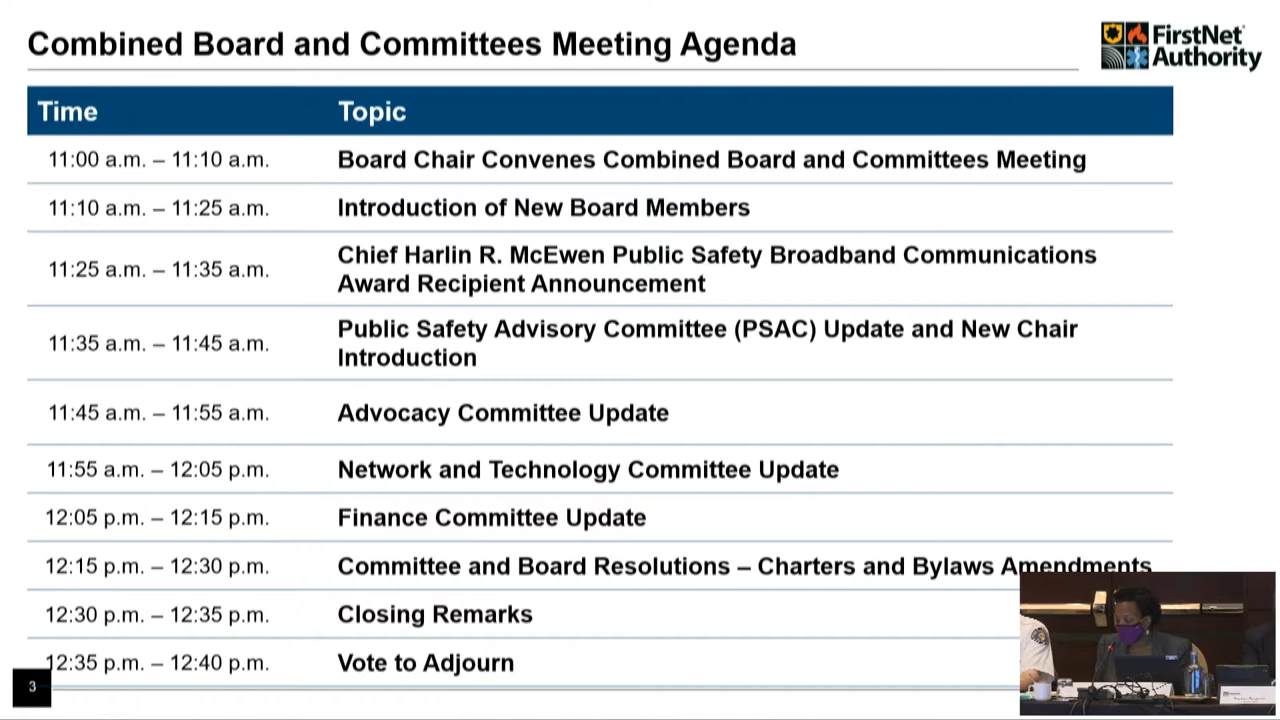 Combined Board and Committees Meeting Agenda
FirstNet
Authority
Time Topic
11:00 a.m. – 11:10 a.m. Board Chair Convenes Combined Board and Committees Meeting
11:10 a.m. – 11:25 a.m. Introduction of New Board Members
11:25 a.m. – 11:35 a.m. Chief Harlin R. McEwen Public Safety Broadband Communications
Award Recipient Announcement
11:35 a.m. – 11:45 a.m. Public Safety Advisory Committee (PSAC) Update and New Chair
Introduction
11:45 a.m. – 11:55 a.m. Advocacy Committee Update
11:55 a.m. – 12:05 p.m. Network and Technology Committee Update
12:05 p.m. – 12:15 p.m. Finance Committee Update
12:15 p.m. – 12:30 p.m. Committee and Board Resolutions – Charters and Bylaws Amendments
12:30 p.m. – 12:35 p.m. Closing Remarks
12:35 p.m. – 12:40 p.m. Vote to Adjourn
3